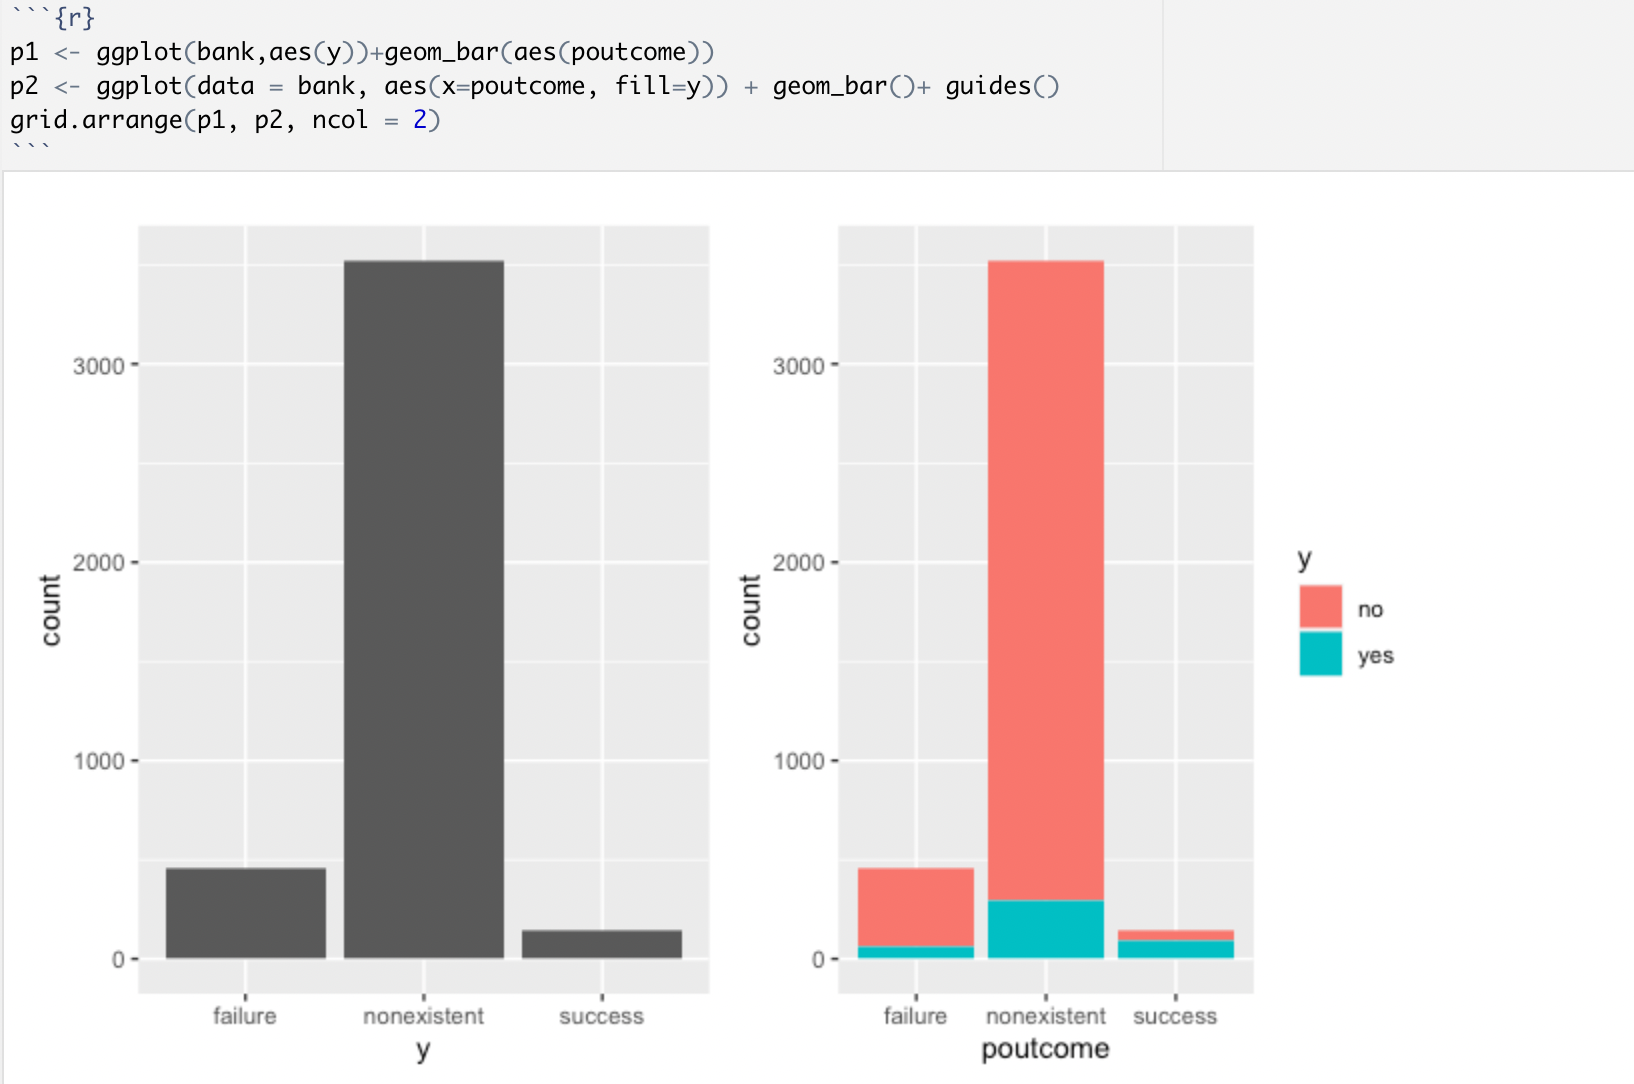 ```{r}
p1 <- ggplot(bank,aes(y))+geom_bar(aes(poutcome))
p2 <- ggplot(data = bank, aes(x=poutcome, fill=y)) + geom_bar()+ guides()
grid.arrange(p1, p2, ncol = 2)
```
count
3000
2000
1000
0
failure nonexistent success
y
count
3000
2000
1000
0
failure nonexistent success
poutcome
y
no
yes